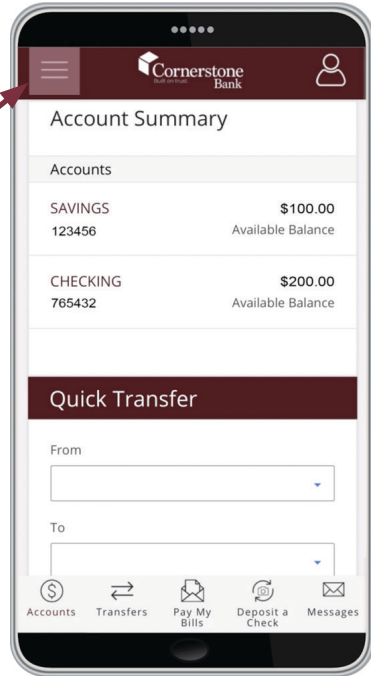 Cornerstone
Built on trust.
Bank
Account Summary
Accounts
SAVINGS $100.00
123456 Available Balance
CHECKING $200.00
765432 Available Balance
Quick Transfer
From
To
Accounts Transfers Pay My Deposit a Messages
Bills Check